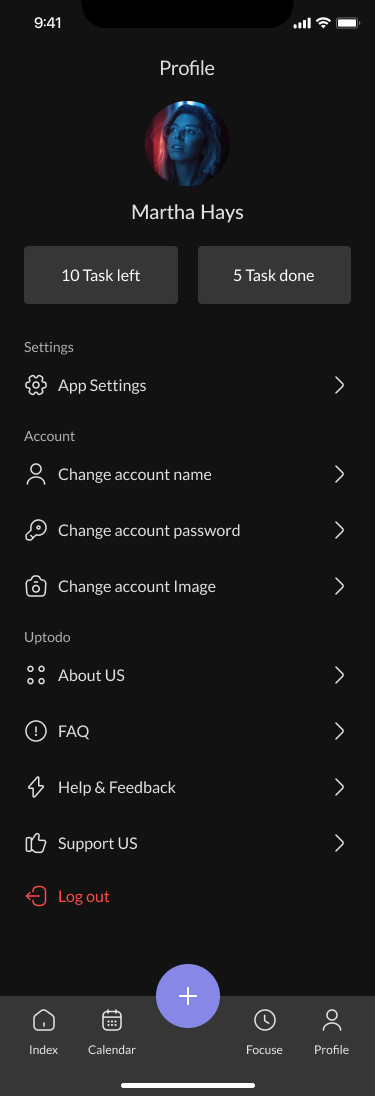 9:41
Profile
Martha Hays
10 Task left
5 Task done
Settings
App Settings
Account
Change account name
Change account password
Change account Image
Uptodo
About US
FAQ
Help & Feedback
Support US
Log out
Index
Calendar
Focuse
Profile